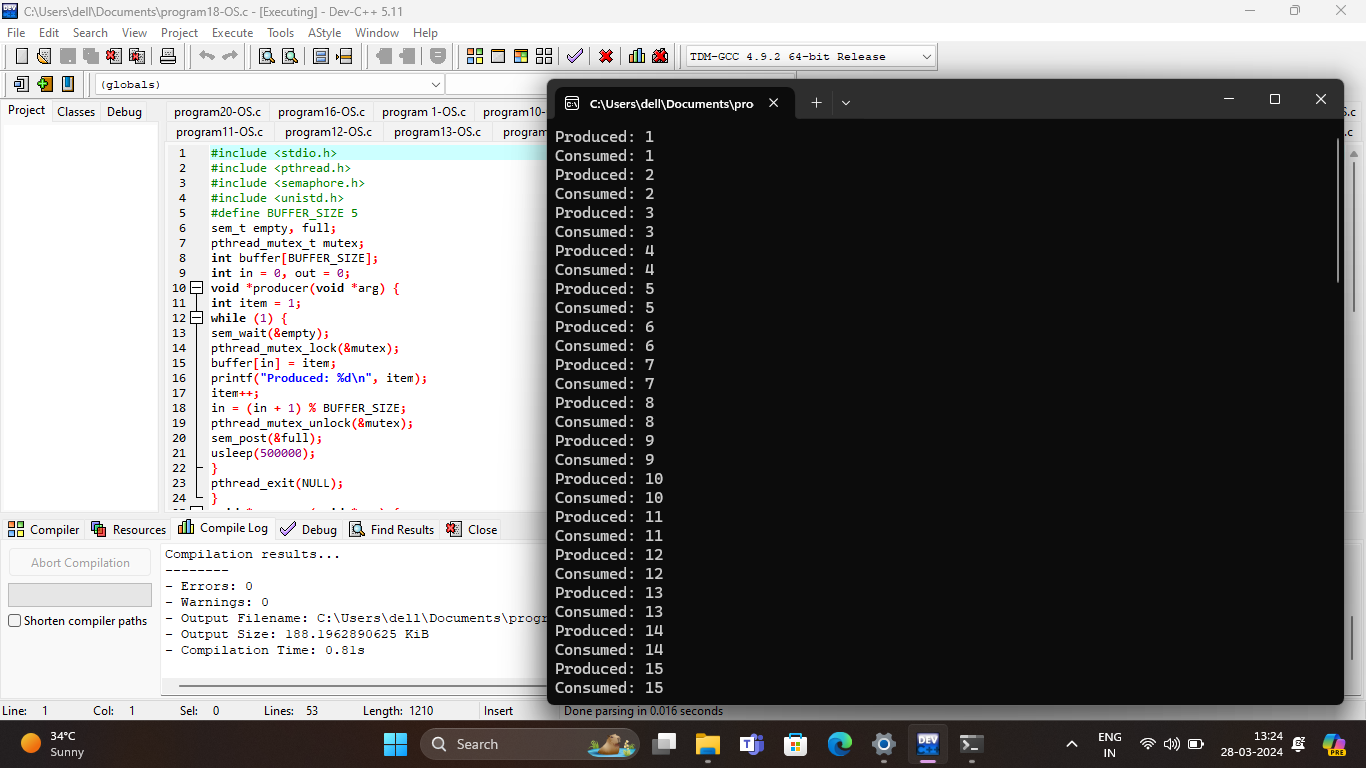 C:\Users\dell\Documents\program18-OS.c - [Executing] - Dev-C++ 5.11
File Edit Search View Project Execute Tools AStyle Window Help
TDM-GCC 4.9.2 64-bit Release
(globals)
Project Classes Debug
program20-OS.c program16-OS.c program 1-OS.c program10-
program11-OS.c program12-OS.c program13-OS.c program
1 #include <stdio.h>
2 #include <pthread.h>
3 #include <semaphore.h>
4 #include <unistd.h>
5 #define BUFFER_SIZE 5
6 sem_t empty, full;
7 pthread_mutex_t mutex;
8 int buffer[BUFFER_SIZE];
9 int in = 0, out = 0;
10 void *producer(void *arg) {
11 int item = 1;
12 while (1) {
13 sem_wait(&empty);
14 pthread_mutex_lock(&mutex);
15 buffer[in] = item;
16 printf("Produced: %d\n", item);
17 item++;
18 in = (in + 1) % BUFFER_SIZE;
19 pthread_mutex_unlock(&mutex);
20 sem_post(&full);
21 usleep(500000);
22 }
23 pthread_exit(NULL);
24 }
C:\Users\dell\Documents\pro
Produced: 1
Consumed: 1
Produced: 2
Consumed: 2
Produced: 3
Consumed: 3
Produced: 4
Consumed: 4
Produced: 5
Consumed: 5
Produced: 6
Consumed: 6
Produced: 7
Consumed: 7
Produced: 8
Consumed: 8
Produced: 9
Consumed: 9
Produced: 10
Consumed: 10
Produced: 11
Consumed: 11
Produced: 12
Consumed: 12
Produced: 13
Consumed: 13
Produced: 14
Consumed: 14
Produced: 15
Consumed: 15
Compiler Resources Compile Log Debug Find Results Close
Abort Compilation
Shorten compiler paths
Compilation results...
--------
- Errors: 0
- Warnings: 0
- Output Filename: C:\Users\dell\Documents\progr
- Output Size: 188.1962890625 KiB
- Compilation Time: 0.81s
Line: 1 Col: 1 Sel: 0 Lines: 53 Length: 1210 Insert Done parsing in 0.016 seconds
34°C
Sunny
Search
DEV
ENG
IN
13:24
28-03-2024
PRE